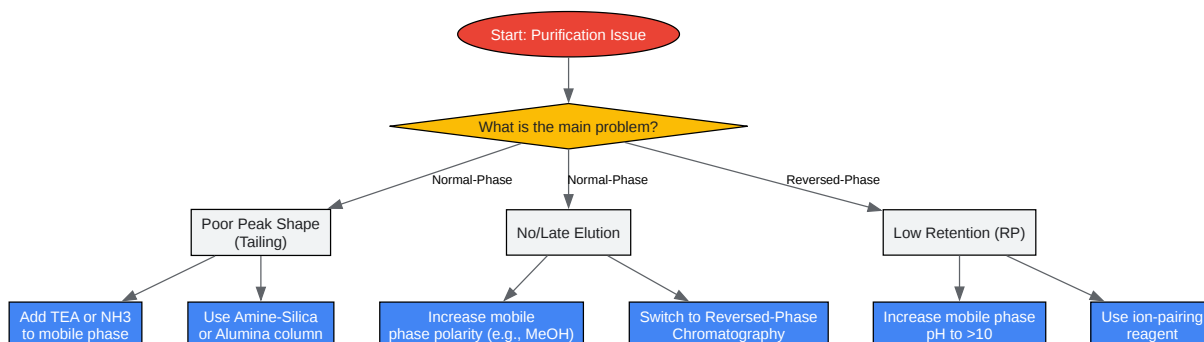 Start: Purification Issue
What is the main problem?
Normal-Phase
Normal-Phase
Reversed-Phase
Poor Peak Shape
(Tailing)
No/Late Elution
Low Retention (RP)
Add TEA or NH3
to mobile phase
Use Amine-Silica
or Alumina column
Increase mobile
phase polarity (e.g., MeOH)
Switch to Reversed-Phase
Chromatography
Increase mobile phase
pH to >10
Use ion-pairing
reagent